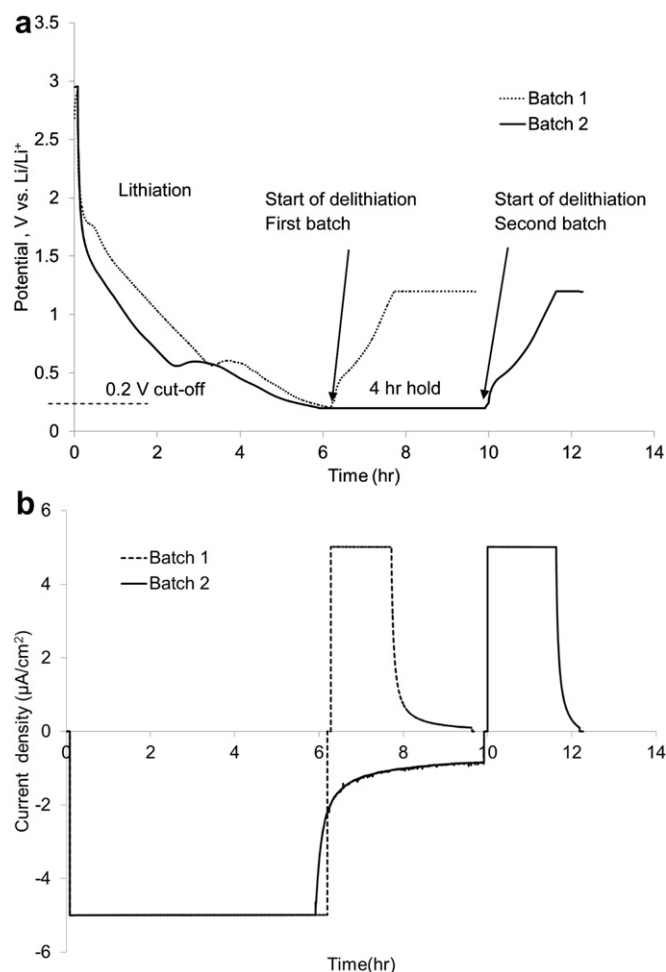 a
3.5
3
2.5
2
1.5
1
0.5
0
Potential , V vs. Li/Li⁺
Batch 1
Batch 2
Lithiation
Start of delithiation
First batch
Start of delithiation
Second batch
0.2 V cut-off
4 hr hold
0 2 4 6 8 10 12 14
Time (hr)
b
6
4
2
0
-2
-4
-6
Current density (µA/cm²)
Batch 1
Batch 2
0 2 4 6 8 10 12 14
Time(hr)